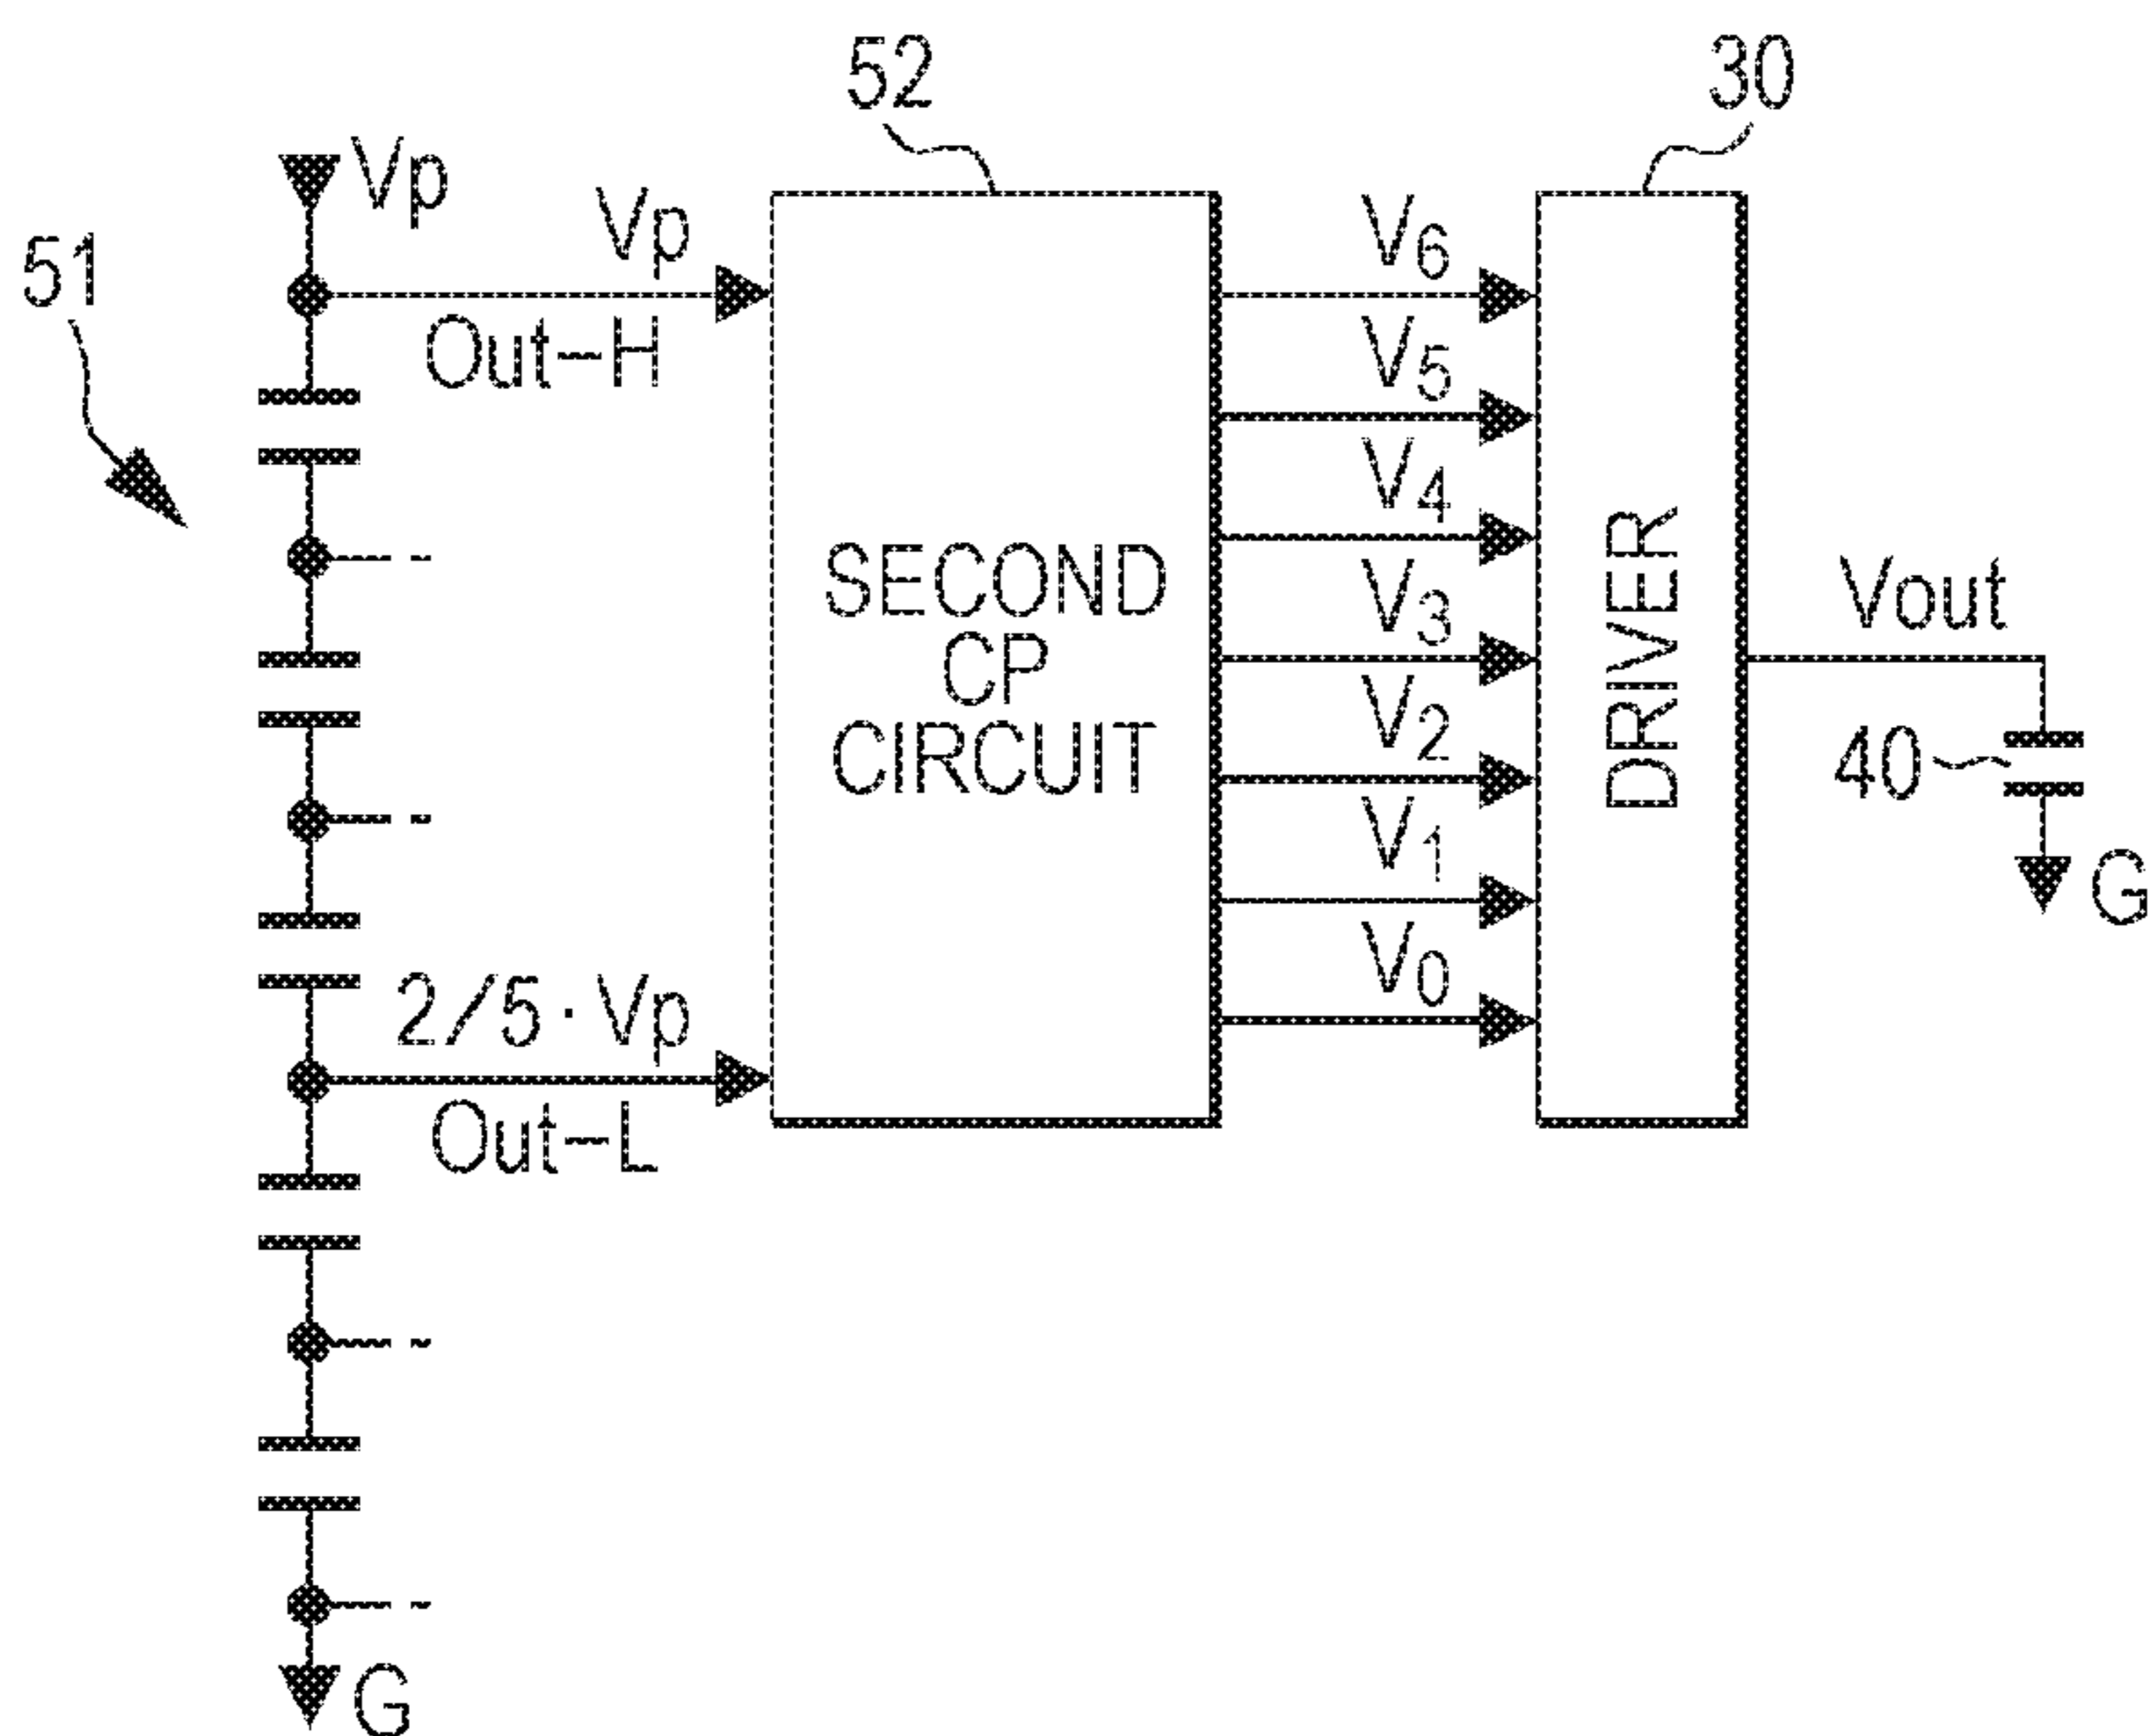 52
30
Vp
Vp
51
Out-H
V6
V5
V4
V3
V2
V1
V0
SECOND
CP
CIRCUIT
DRIVER
Vout
40
G
2/5·Vp
Out-L
G